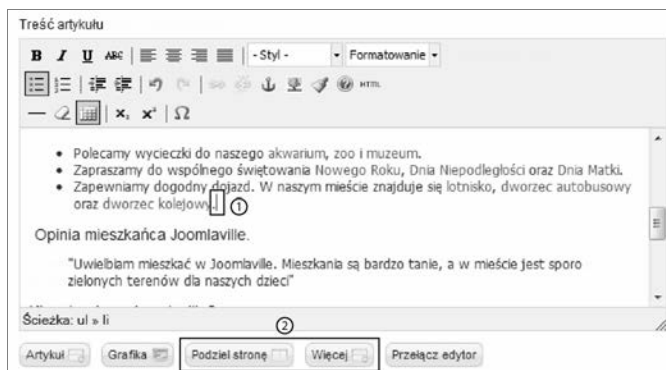 Treść artykułu
B I U ABC - Styl - Formatowanie
HTML
x₂ x² Ω
• Polecamy wycieczki do naszego akwarium, zoo i muzeum.
• Zapraszamy do wspólnego świętowania Nowego Roku, Dnia Niepodległości oraz Dnia Matki.
• Zapewniamy dogodny dojazd. W naszym mieście znajduje się lotnisko, dworzec autobusowy
oraz dworzec kolejowy. 1
Opinia mieszkańca Joomlaville.
"Uwielbiam mieszkać w Joomlaville. Mieszkania są bardzo tanie, a w mieście jest sporo
zielonych terenów dla naszych dzieci"
Ścieżka: ul » li
2
Artykuł Grafika Podziel stronę Więcej Przełącz edytor